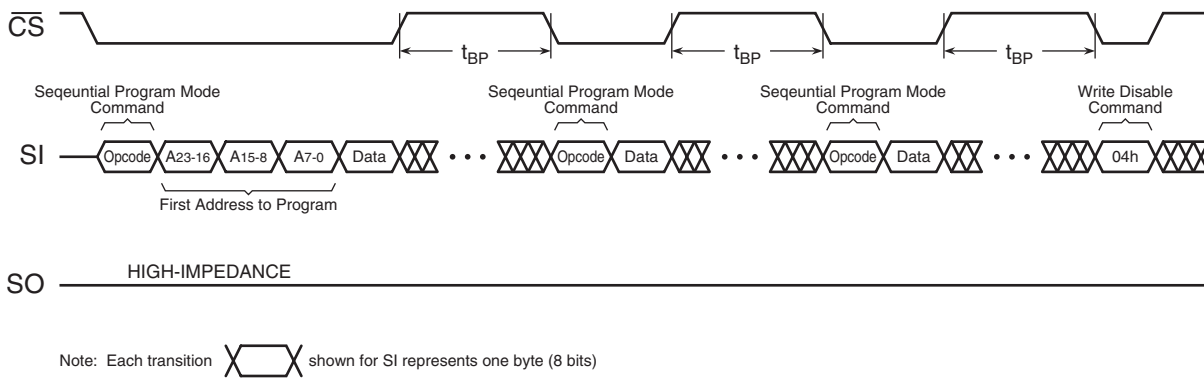 CS
tBP tBP tBP
Seqeuntial Program Mode Command
Seqeuntial Program Mode Command
Seqeuntial Program Mode Command
Write Disable Command
SI Opcode A23-16 A15-8 A7-0 Data • • • Opcode Data • • • Opcode Data • • • 04h
First Address to Program
HIGH-IMPEDANCE
SO
Note: Each transition shown for SI represents one byte (8 bits)